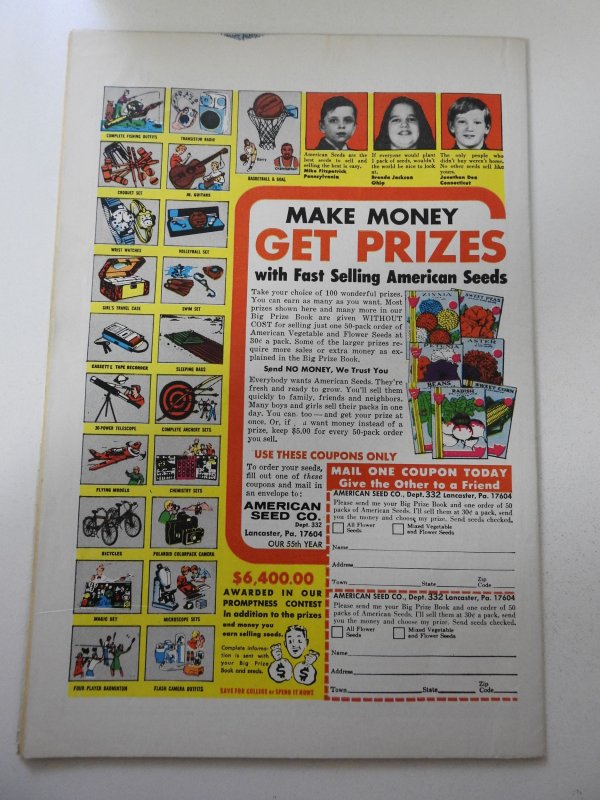 COMPLETE FISHING OUTFITS
TRANSISTOR RADIO
CROQUET SET
JR. GUITARS
BASKETBALL & GOAL
WRIST WATCHES
VOLLEYBALL SET
GIRL'S TRAVEL CASE
SWIM SET
CASSETTE TAPE RECORDER
SLEEPING BAGS
30-POWER TELESCOPE
COMPLETE ARCHERY SETS
FLYING MODELS
CHEMISTRY SETS
BICYCLES
POLAROID COLORPACK CAMERA
MAGIC SET
MICROSCOPE SETS
FOUR PLAYER BADMINTON
FLASH CAMERA OUTFITS
American Seeds are the
best seeds to sell and
selling the best is easy.
Mike Fitzpatrick
Pennsylvania
If everyone would plant
1 pack of seeds, wouldn't
the world be nice to look
at.
Brenda Jackson
Ohio
The only people who
didn't buy weren't home.
No other seeds sell like
yours.
Jonathan Don
Connecticut
MAKE MONEY
GET PRIZES
with Fast Selling American Seeds
Take your choice of 100 wonderful prizes.
You can earn as many as you want. Most
prizes shown here and many more in our
Big Prize Book are given WITHOUT
COST for selling just one 50-pack order of
American Vegetable and Flower Seeds at
30¢ a pack. Some of the larger prizes re-
quire more sales or extra money as ex-
plained in the Big Prize Book.
Send NO MONEY, We Trust You
Everybody wants American Seeds. They're
fresh and ready to grow. You'll sell them
quickly to family, friends and neighbors.
Many boys and girls sell their packs in one
day. You can too — and get your prize at
once. Or, if a want money instead of a
prize, keep $5.00 for every 50-pack order
you sell.
ZINNIA
SWEET PEAS
ASTER
BEANS
RADISH
SWEET CORN
USE THESE COUPONS ONLY
To order your seeds,
fill out one of these
coupons and mail in
an envelope to:
AMERICAN
SEED CO.
Dept. 332
Lancaster, Pa. 17604
OUR 55th YEAR
MAIL ONE COUPON TODAY
Give the Other to a Friend
AMERICAN SEED CO., Dept. 332 Lancaster, Pa. 17604
Please send me your Big Prize Book and one order of 50
packs of American Seeds. I'll sell them at 30¢ a pack, send
you the money and choose my prize. Send seeds checked.
All Flower Seeds
Mixed Vegetable and Flower Seeds
Name
Address
Town State Zip Code
AMERICAN SEED CO., Dept. 332 Lancaster, Pa. 17604
Please send me your Big Prize Book and one order of 50
packs of American Seeds. I'll sell them at 30¢ a pack, send
you the money and choose my prize. Send seeds checked.
All Flower Seeds
Mixed Vegetable and Flower Seeds
Name
Address
Town State Zip Code
$6,400.00
AWARDED IN OUR
PROMPTNESS CONTEST
In addition to the prizes
and money you
earn selling seeds.
Complete informa-
tion is sent with
your Big Prize
Book and seeds.
SAVE FOR COLLEGE or SPEND IT NOW!